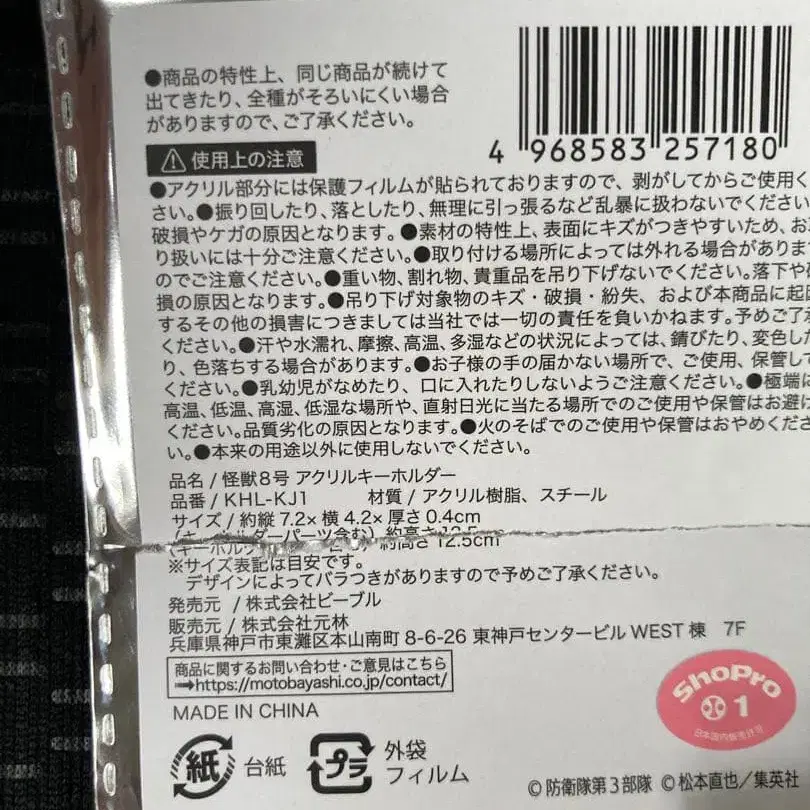 ●商品の特性上、同じ商品が続けて
出てきたり、全種がそろいにくい場合
がありますので、ご了承ください。
4 968583 257180
使用上の注意
●アクリル部分には保護フィルムが貼られておりますので、剥がしてからご使用く
さい。●振り回したり、落としたり、無理に引っ張るなど乱暴に扱わないでください
破損やケガの原因となります。●素材の特性上、表面にキズがつきやすいため、お
り扱いには十分ご注意ください。●取り付ける場所によっては外れる場合があります
のでご注意ください。●重い物、割れ物、貴重品を吊り下げないでください。落下や破
損の原因となります。●吊り下げ対象物のキズ・破損・紛失、および本商品に起因
するその他の損害につきましては当社では一切の責任を負いかねます。予めご了承
ください。●汗や水濡れ、摩擦、高温、多湿などの状況によっては、錆びたり、変色した
り、色落ちする場合があります。●お子様の手の届かない場所で、ご使用、保管して
ください。●乳幼児がなめたり、口に入れたりしないようご注意ください。●極端に
高温、低温、高湿、低湿な場所や、直射日光に当たる場所でのご使用や保管はお避け
ください。品質劣化の原因となります。●火のそばでのご使用や保管はおやめくださ
い。●本来の用途以外に使用しないでください。
品名 / 怪獣8号 アクリルキーホルダー
品番 / KHL-KJ1 材質 / アクリル樹脂、スチール
サイズ / 約縦 7.2× 横 4.2× 厚さ 0.4cm
(キーホルダーパーツ含む) 約高さ 12.5cm
※サイズ表記は目安です。
デザインによってバラつきがありますので予めご了承ください。
発売元 / 株式会社ビーブル
販売元 / 株式会社元林
兵庫県神戸市東灘区本山南町 8-6-26 東神戸センタービル WEST 棟 7F
商品に関するお問い合わせ・ご意見はこちら
➞https://motobayashi.co.jp/contact/
MADE IN CHINA
ShoPro
1
日本国内販売許可
紙 台紙
プラ 外袋
フィルム
© 防衛隊第3部隊 © 松本直也／集英社